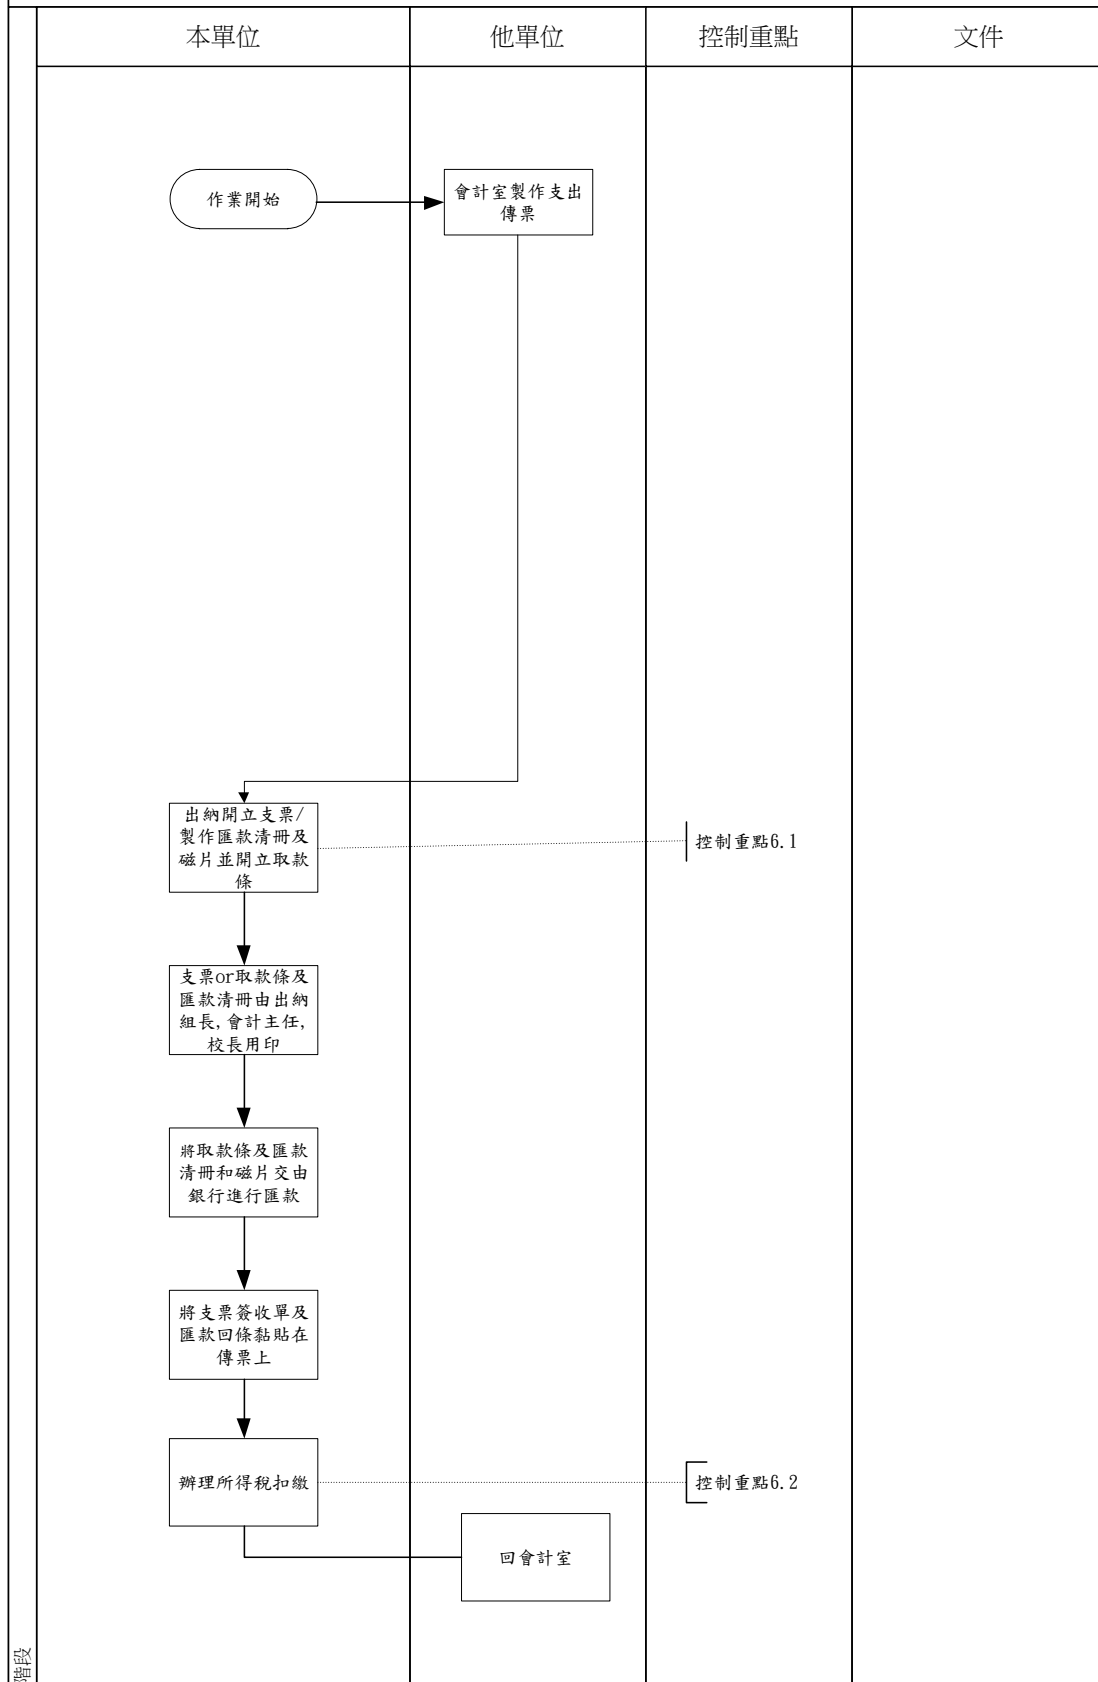 本單位
他單位
控制重點
文件
作業開始
會計室製作支出
傳票
出納開立支票/
製作匯款清冊及
磁片並開立取款
條
控制重點6.1
支票or取款條及
匯款清冊由出納
組長,會計主任,
校長用印
將取款條及匯款
清冊和磁片交由
銀行進行匯款
將支票簽收單及
匯款回條黏貼在
傳票上
辦理所得稅扣繳
控制重點6.2
回會計室
階段